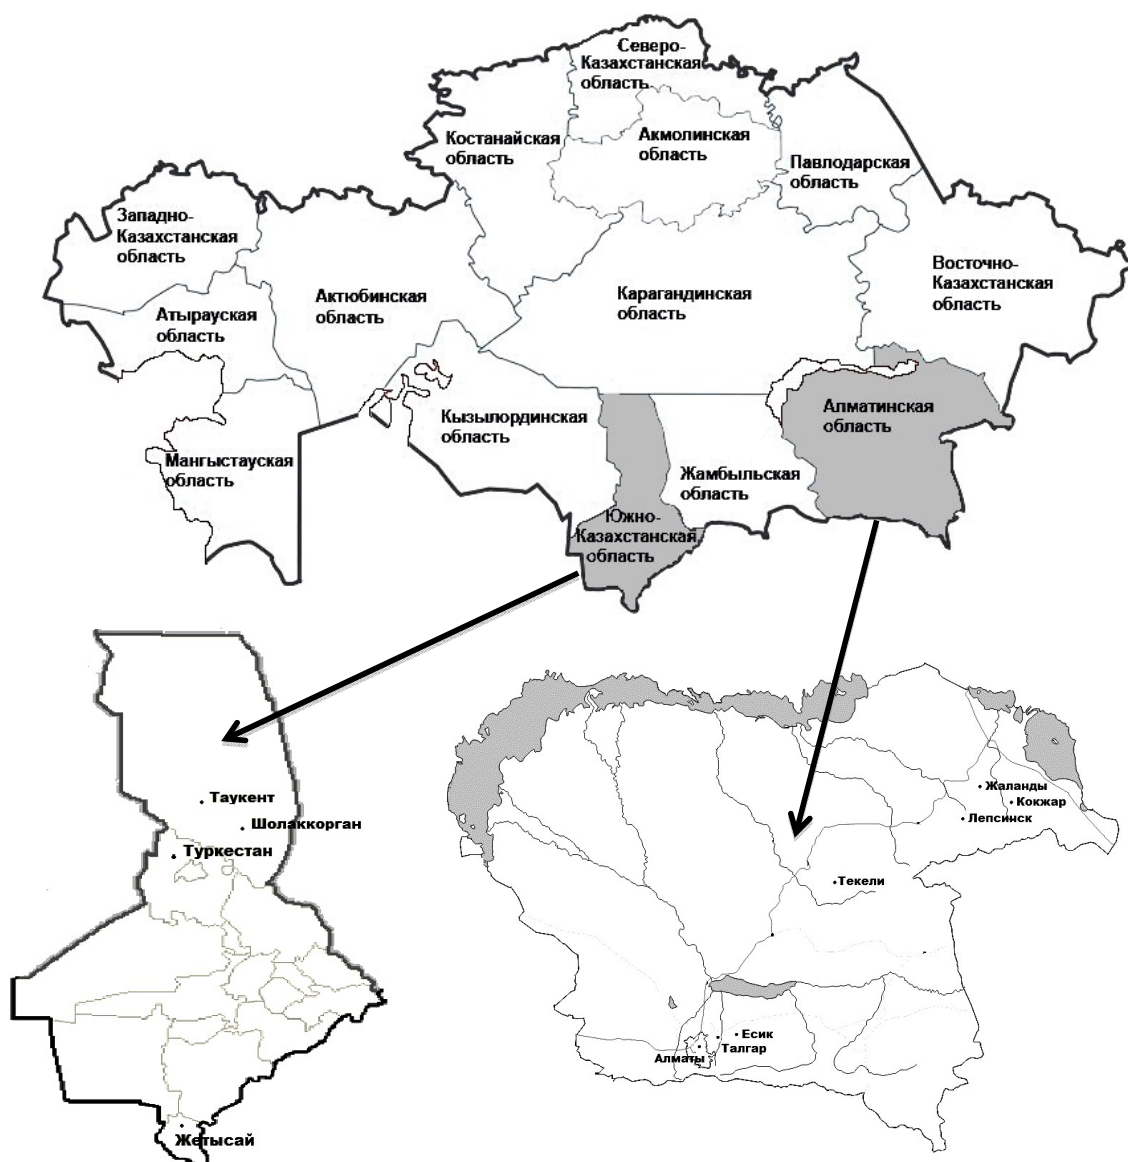 Северо-
Казахстанская
область
Костанайская
область
Акмолинская
область
Павлодарская
область
Западно-
Казахстанская
область
Восточно-
Казахстанская
область
Актюбинская
область
Карагандинская
область
Атырауская
область
Алматинская
область
Кызылординская
область
Мангыстауская
область
Жамбыльская
область
Южно-
Казахстанская
область
Таукент
Шолаккорган
Туркестан
Жетысай
Жаланды
Кокжар
Лепсинск
Текели
Есик
Талгар
Алматы